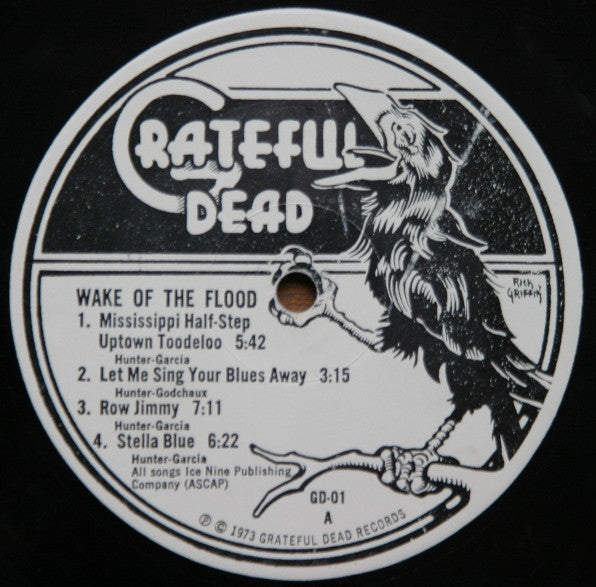 GRATEFUL
DEAD
RICK
GRIFFIN
WAKE OF THE FLOOD
1. Mississippi Half-Step
Uptown Toodeloo 5:42
Hunter-Garcia
2. Let Me Sing Your Blues Away 3:15
Hunter-Godchaux
3. Row Jimmy 7:11
Hunter-Garcia
4. Stella Blue 6:22
Hunter-Garcia
All songs Ice Nine Publishing
Company (ASCAP)
GD-01
A
℗ © 1973 GRATEFUL DEAD RECORDS